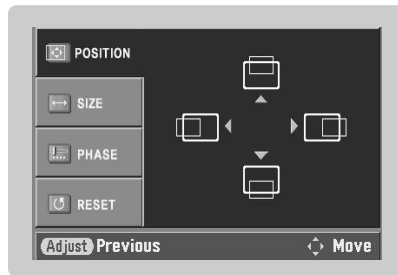 POSITION
SIZE
PHASE
RESET
Adjust Previous
Move